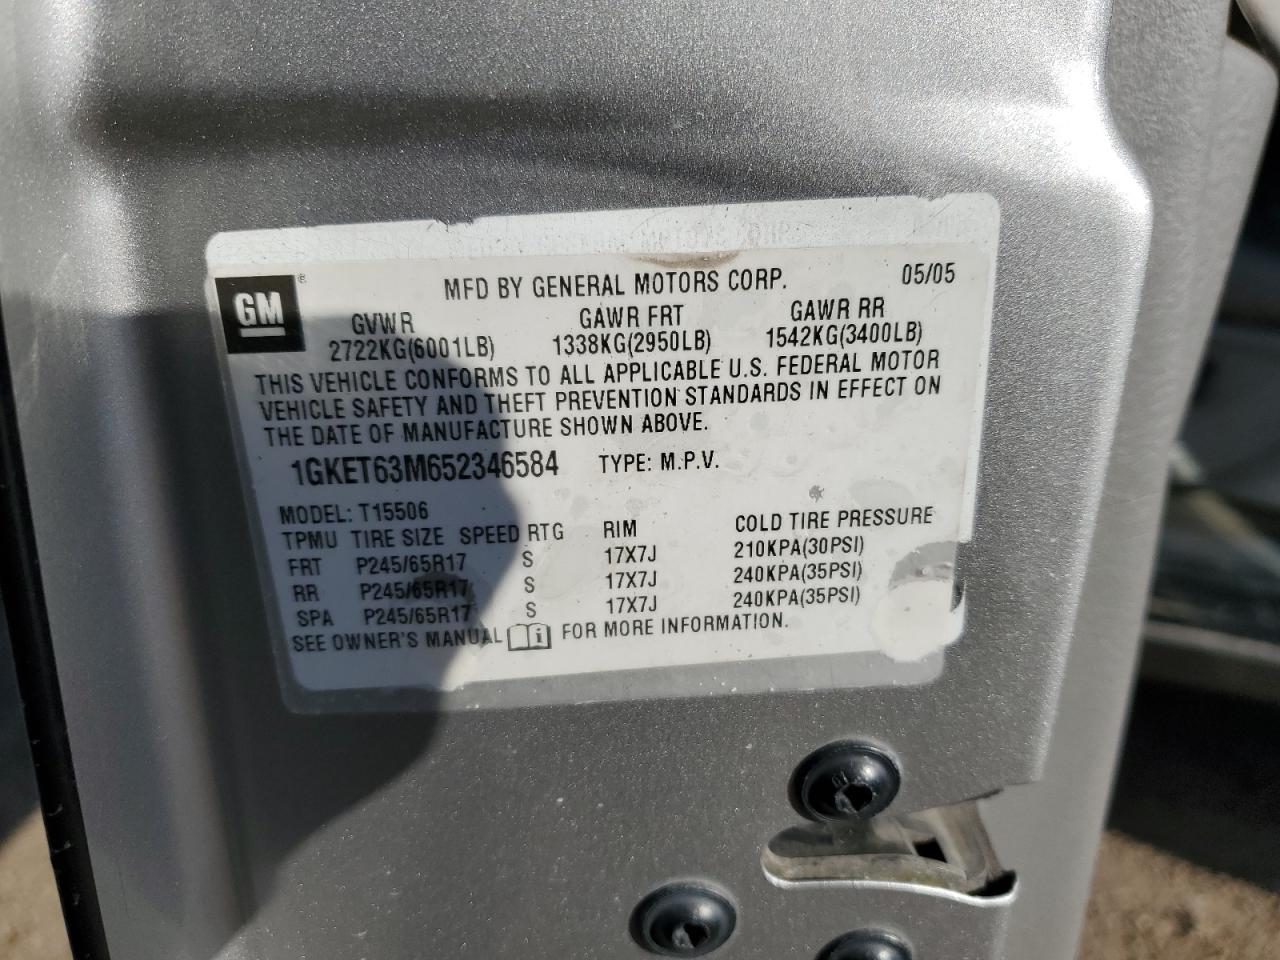 MFD BY GENERAL MOTORS CORP. 05/05
GM ®
GVWR GAWR FRT GAWR RR
2722KG(6001LB) 1338KG(2950LB) 1542KG(3400LB)
THIS VEHICLE CONFORMS TO ALL APPLICABLE U.S. FEDERAL MOTOR
VEHICLE SAFETY AND THEFT PREVENTION STANDARDS IN EFFECT ON
THE DATE OF MANUFACTURE SHOWN ABOVE.
1GKET63M652346584 TYPE: M.P.V.
MODEL: T15506
TPMU TIRE SIZE SPEED RTG RIM COLD TIRE PRESSURE
FRT P245/65R17 S 17X7J 210KPA(30PSI)
RR P245/65R17 S 17X7J 240KPA(35PSI)
SPA P245/65R17 S 17X7J 240KPA(35PSI)
SEE OWNER'S MANUAL i FOR MORE INFORMATION.